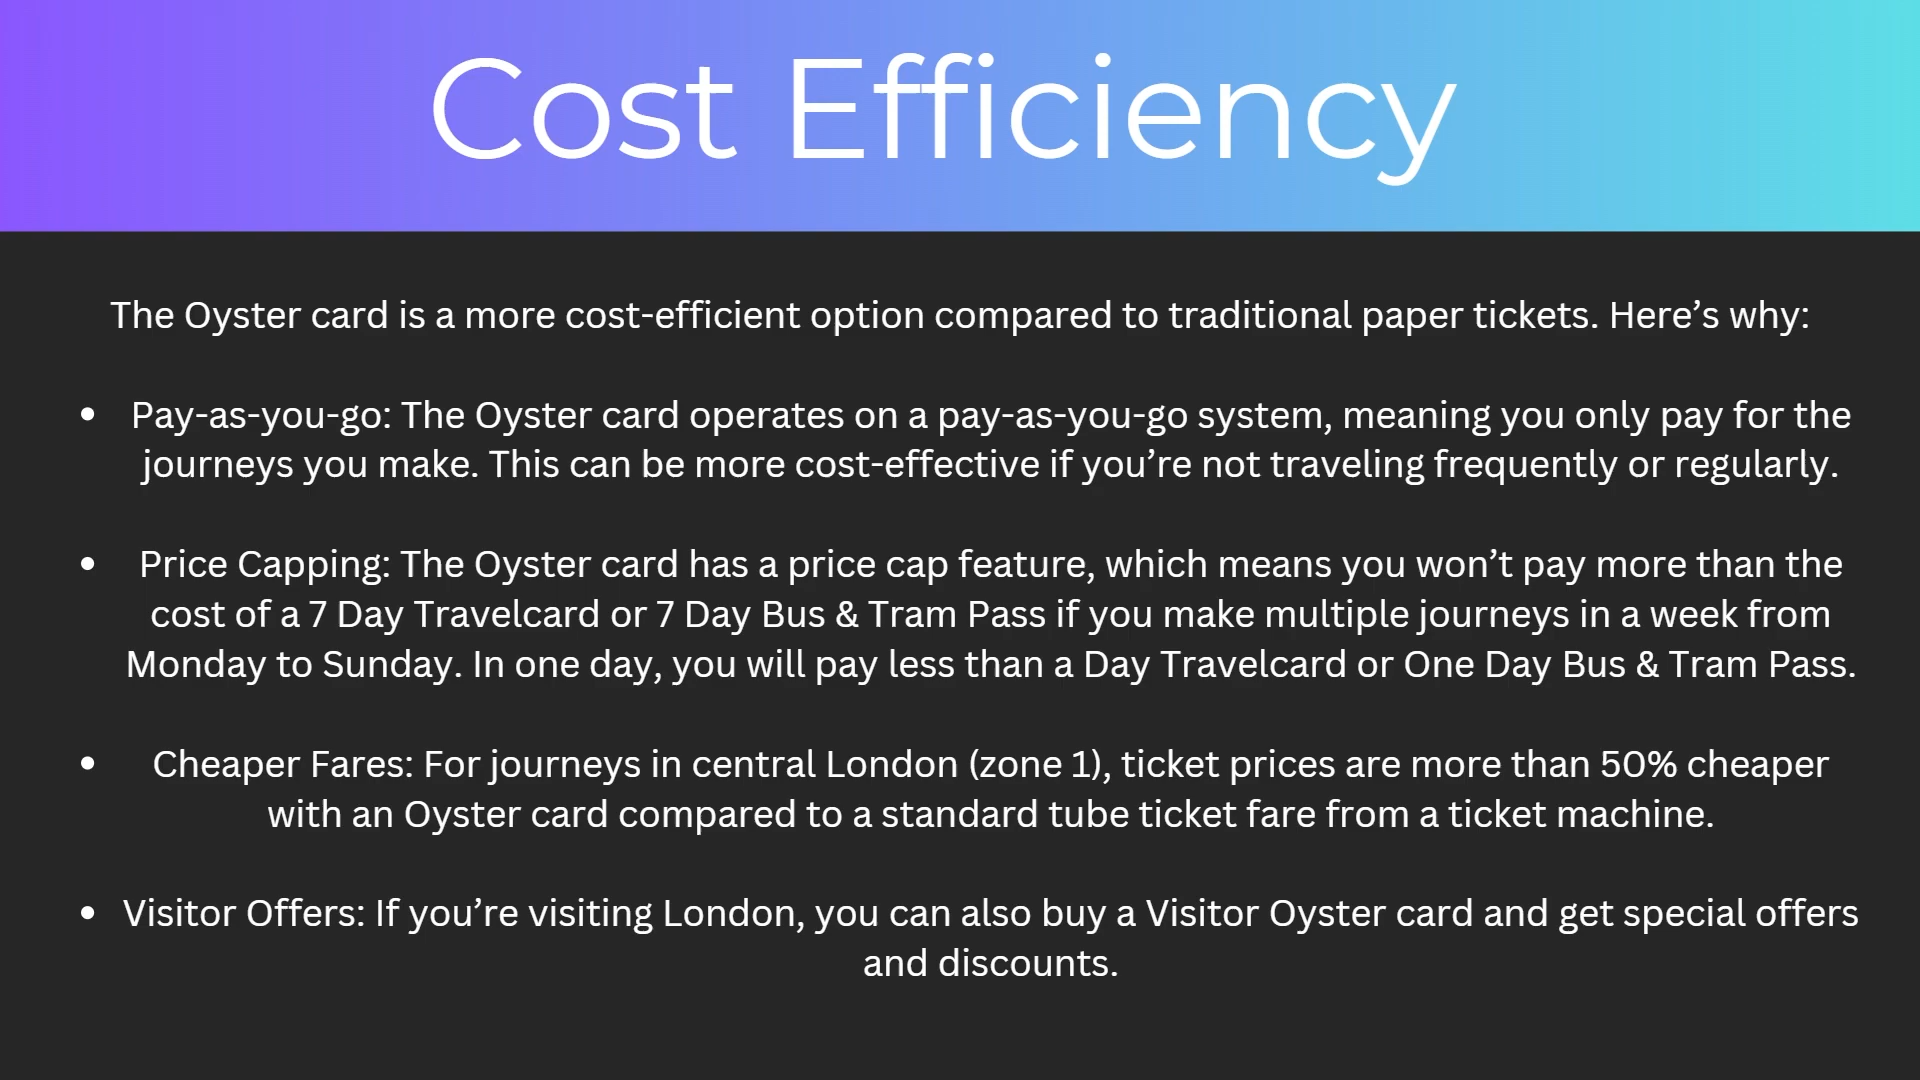 Cost Efficiency
The Oyster card is a more cost-efficient option compared to traditional paper tickets. Here’s why:
• Pay-as-you-go: The Oyster card operates on a pay-as-you-go system, meaning you only pay for the
journeys you make. This can be more cost-effective if you’re not traveling frequently or regularly.
• Price Capping: The Oyster card has a price cap feature, which means you won’t pay more than the
cost of a 7 Day Travelcard or 7 Day Bus & Tram Pass if you make multiple journeys in a week from
Monday to Sunday. In one day, you will pay less than a Day Travelcard or One Day Bus & Tram Pass.
• Cheaper Fares: For journeys in central London (zone 1), ticket prices are more than 50% cheaper
with an Oyster card compared to a standard tube ticket fare from a ticket machine.
• Visitor Offers: If you’re visiting London, you can also buy a Visitor Oyster card and get special offers
and discounts.